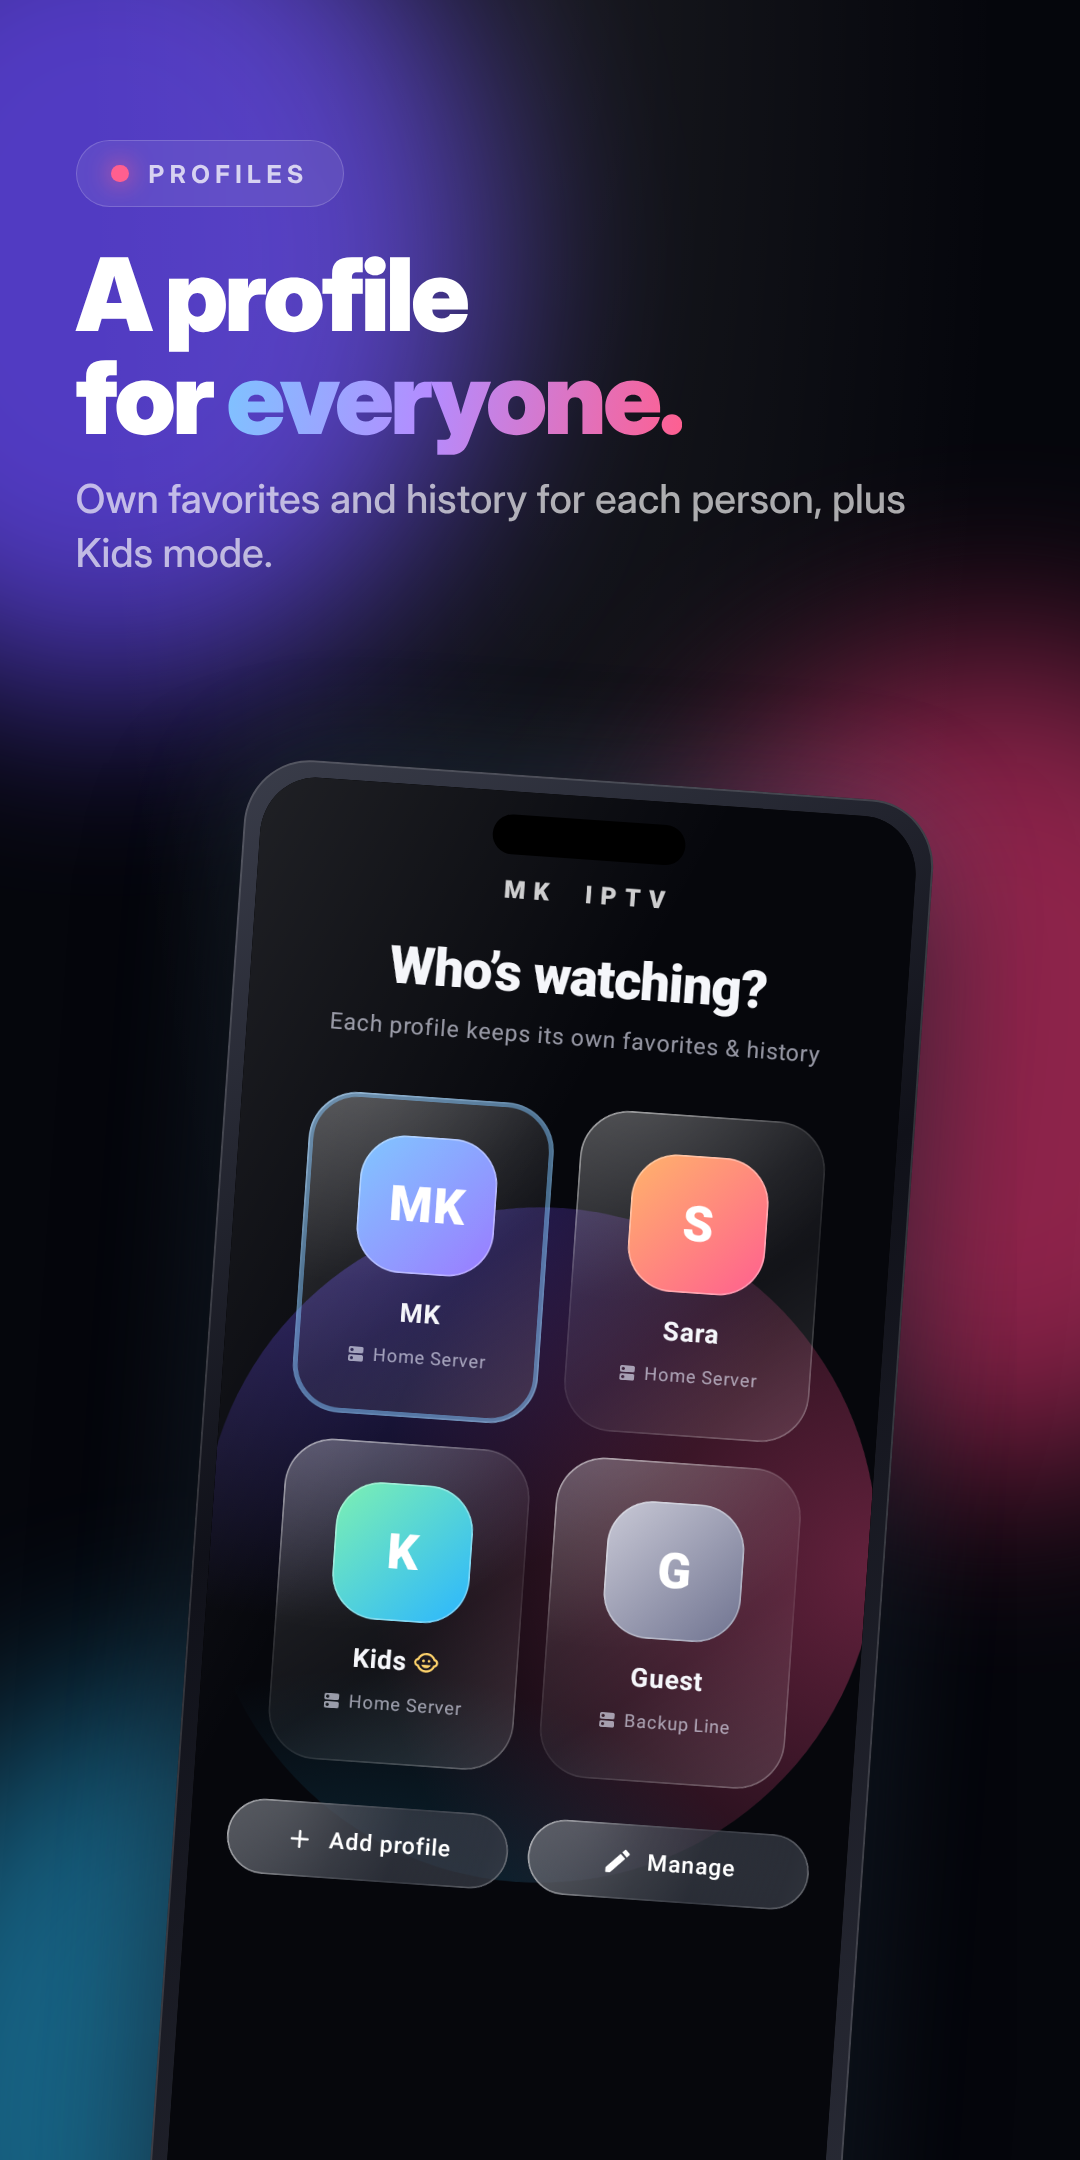 PROFILES
A profile
for everyone.
Own favorites and history for each person, plus
Kids mode.
MK IPTV
Who’s watching?
Each profile keeps its own favorites & history
MK
S
MK
Sara
Home Server
Home Server
K
G
Kids
Guest
Home Server
Backup Line
+ Add profile
Manage